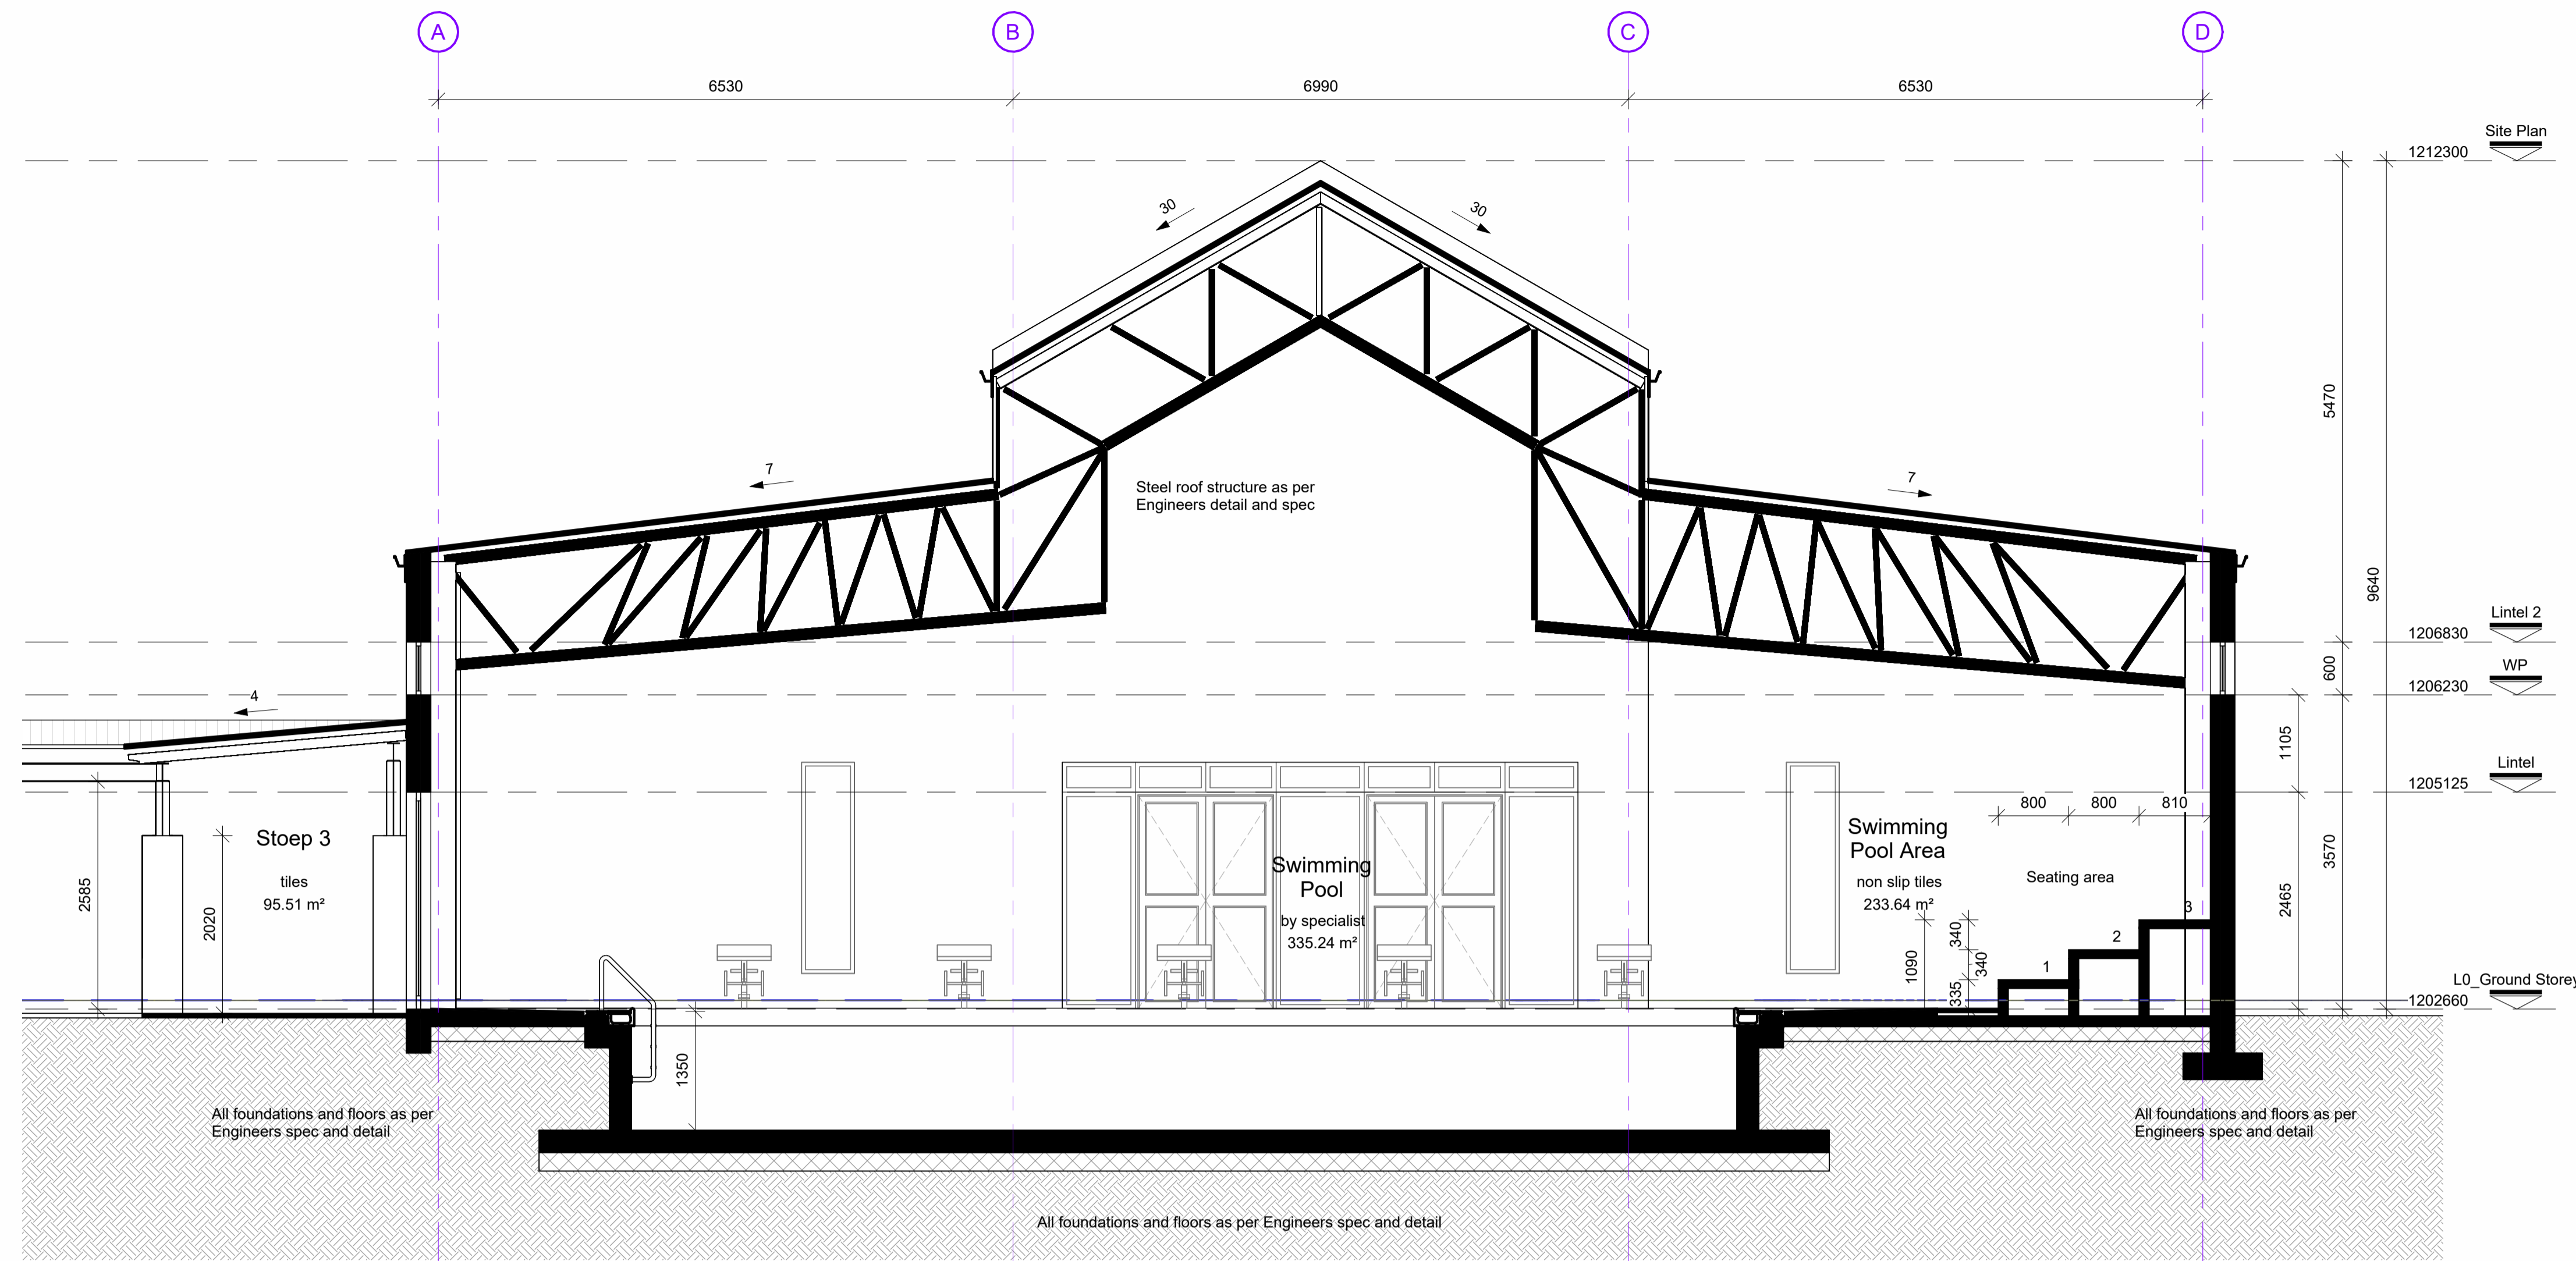 A
B
C
D
6530
6990
6530
Site Plan
1212300
30
30
5470
9640
7
7
Steel roof structure as per
Engineers detail and spec
Lintel 2
1206830
600
WP
1206230
4
1105
Lintel
1205125
800
800
810
Stoep 3
tiles
95.51 m²
2585
2020
Swimming
Pool
by specialist
335.24 m²
Swimming
Pool Area
non slip tiles
233.64 m²
Seating area
3570
2465
3
2
1
1090
340
340
335
L0_Ground Storey
1202660
1350
All foundations and floors as per
Engineers spec and detail
All foundations and floors as per
Engineers spec and detail
All foundations and floors as per Engineers spec and detail